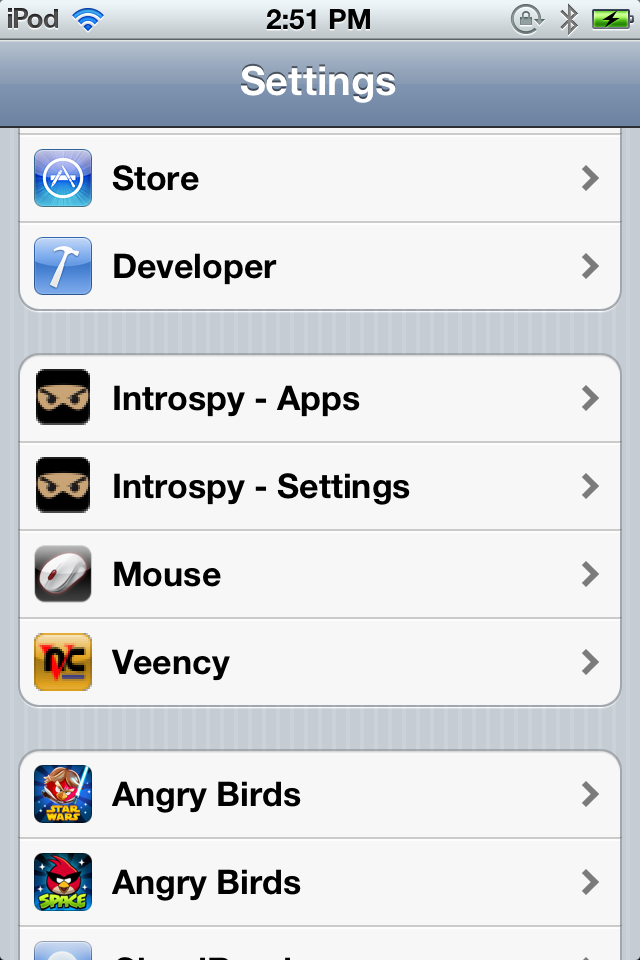 iPod 2:51 PM
Settings
Store
Developer
Introspy - Apps
Introspy - Settings
Mouse
VNC
Veency
STAR WARS
Angry Birds
SPACE
Angry Birds